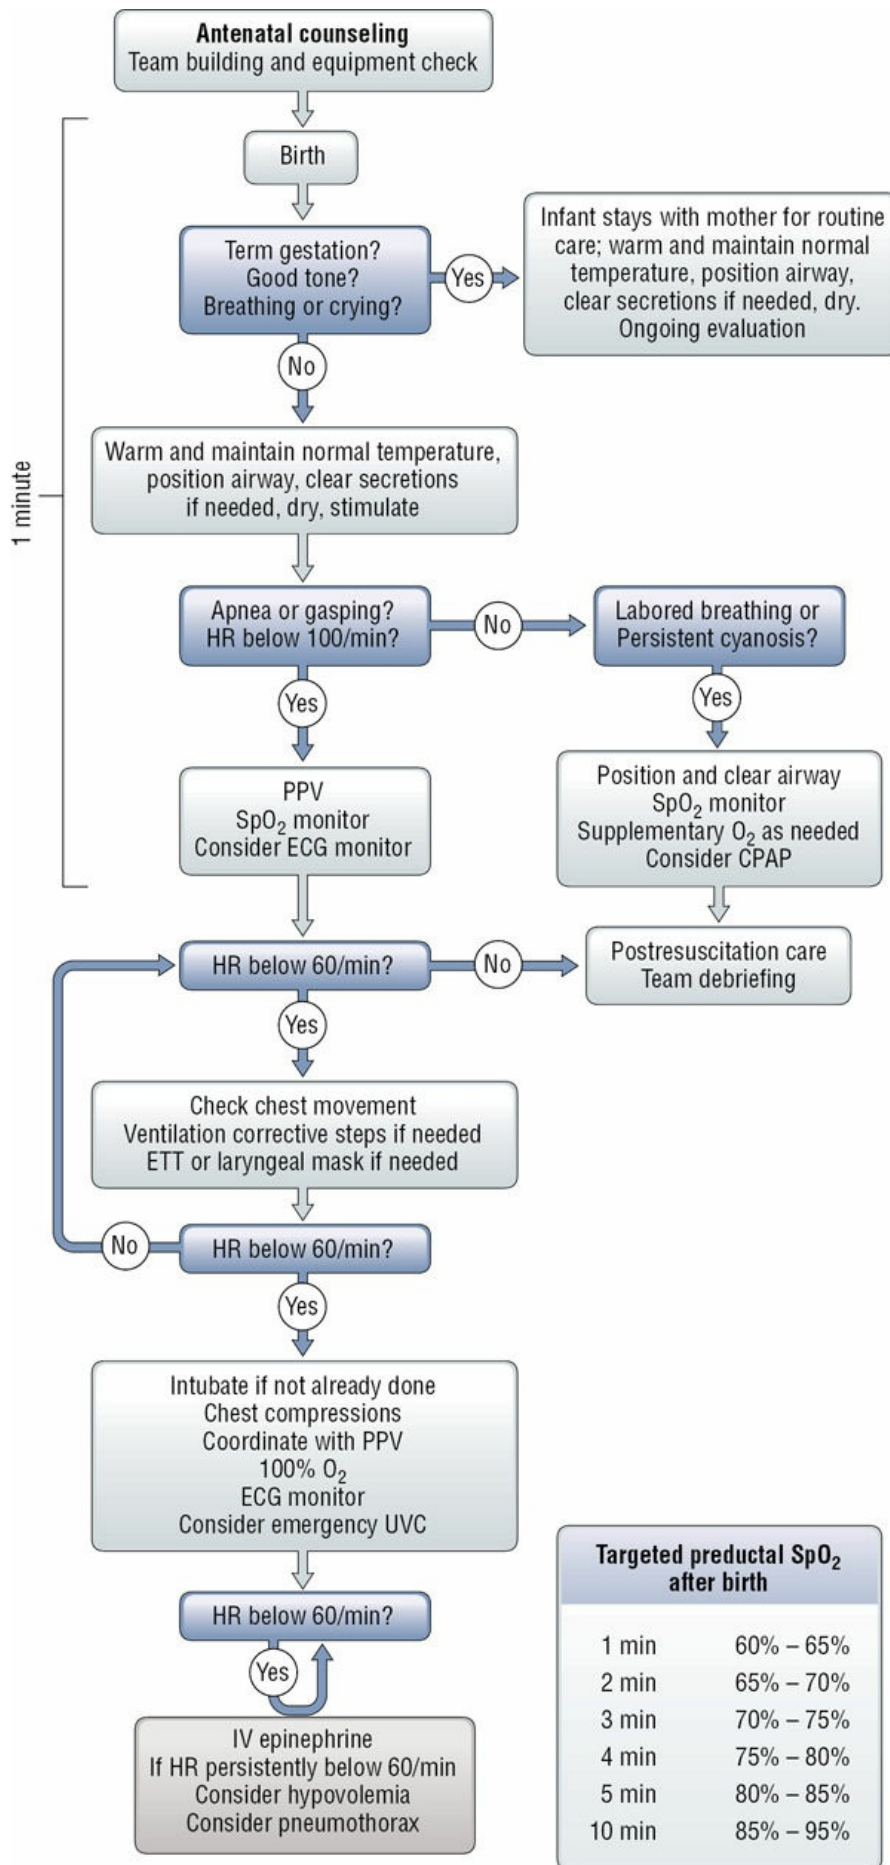 Antenatal counseling
Team building and equipment check
Birth
Term gestation?
Good tone?
Breathing or crying?
Yes
Infant stays with mother for routine
care; warm and maintain normal
temperature, position airway,
clear secretions if needed, dry.
Ongoing evaluation
No
1 minute
Warm and maintain normal temperature,
position airway, clear secretions
if needed, dry, stimulate
Apnea or gasping?
HR below 100/min?
No
Labored breathing or
Persistent cyanosis?
Yes
Yes
PPV
SpO₂ monitor
Consider ECG monitor
Position and clear airway
SpO₂ monitor
Supplementary O₂ as needed
Consider CPAP
HR below 60/min?
No
Postresuscitation care
Team debriefing
Yes
Check chest movement
Ventilation corrective steps if needed
ETT or laryngeal mask if needed
No
HR below 60/min?
Yes
Intubate if not already done
Chest compressions
Coordinate with PPV
100% O₂
ECG monitor
Consider emergency UVC
HR below 60/min?
Yes
IV epinephrine
If HR persistently below 60/min
Consider hypovolemia
Consider pneumothorax
Targeted preductal SpO₂
after birth
1 min 60% – 65%
2 min 65% – 70%
3 min 70% – 75%
4 min 75% – 80%
5 min 80% – 85%
10 min 85% – 95%